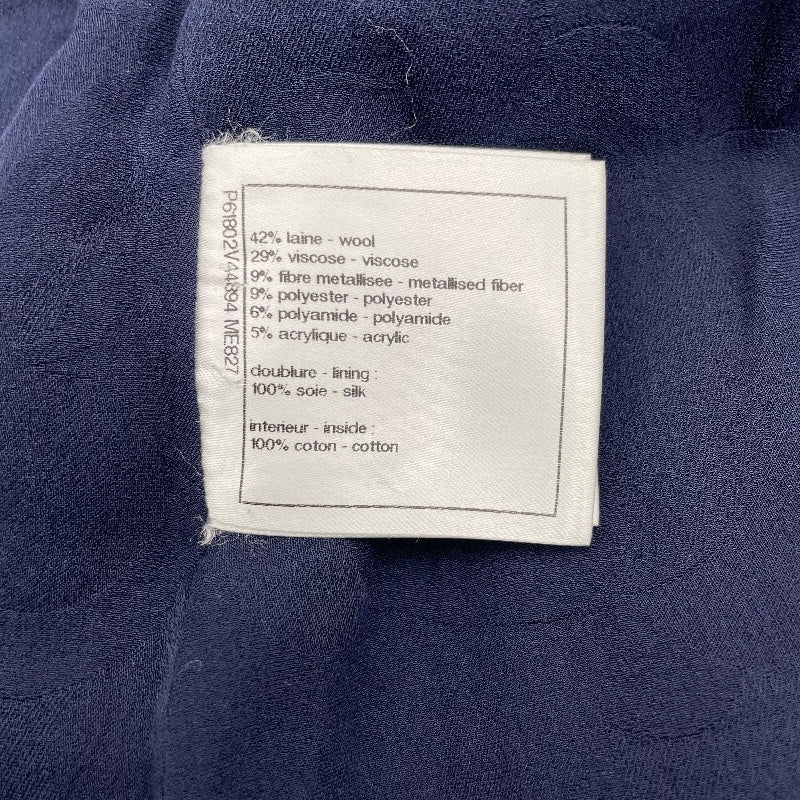 P61802V44894 ME827
42% laine - wool
29% viscose - viscose
9% fibre metallisee - metallised fiber
9% polyester - polyester
6% polyamide - polyamide
5% acrylique - acrylic
doublure - lining :
100% soie - silk
interieur - inside :
100% coton - cotton